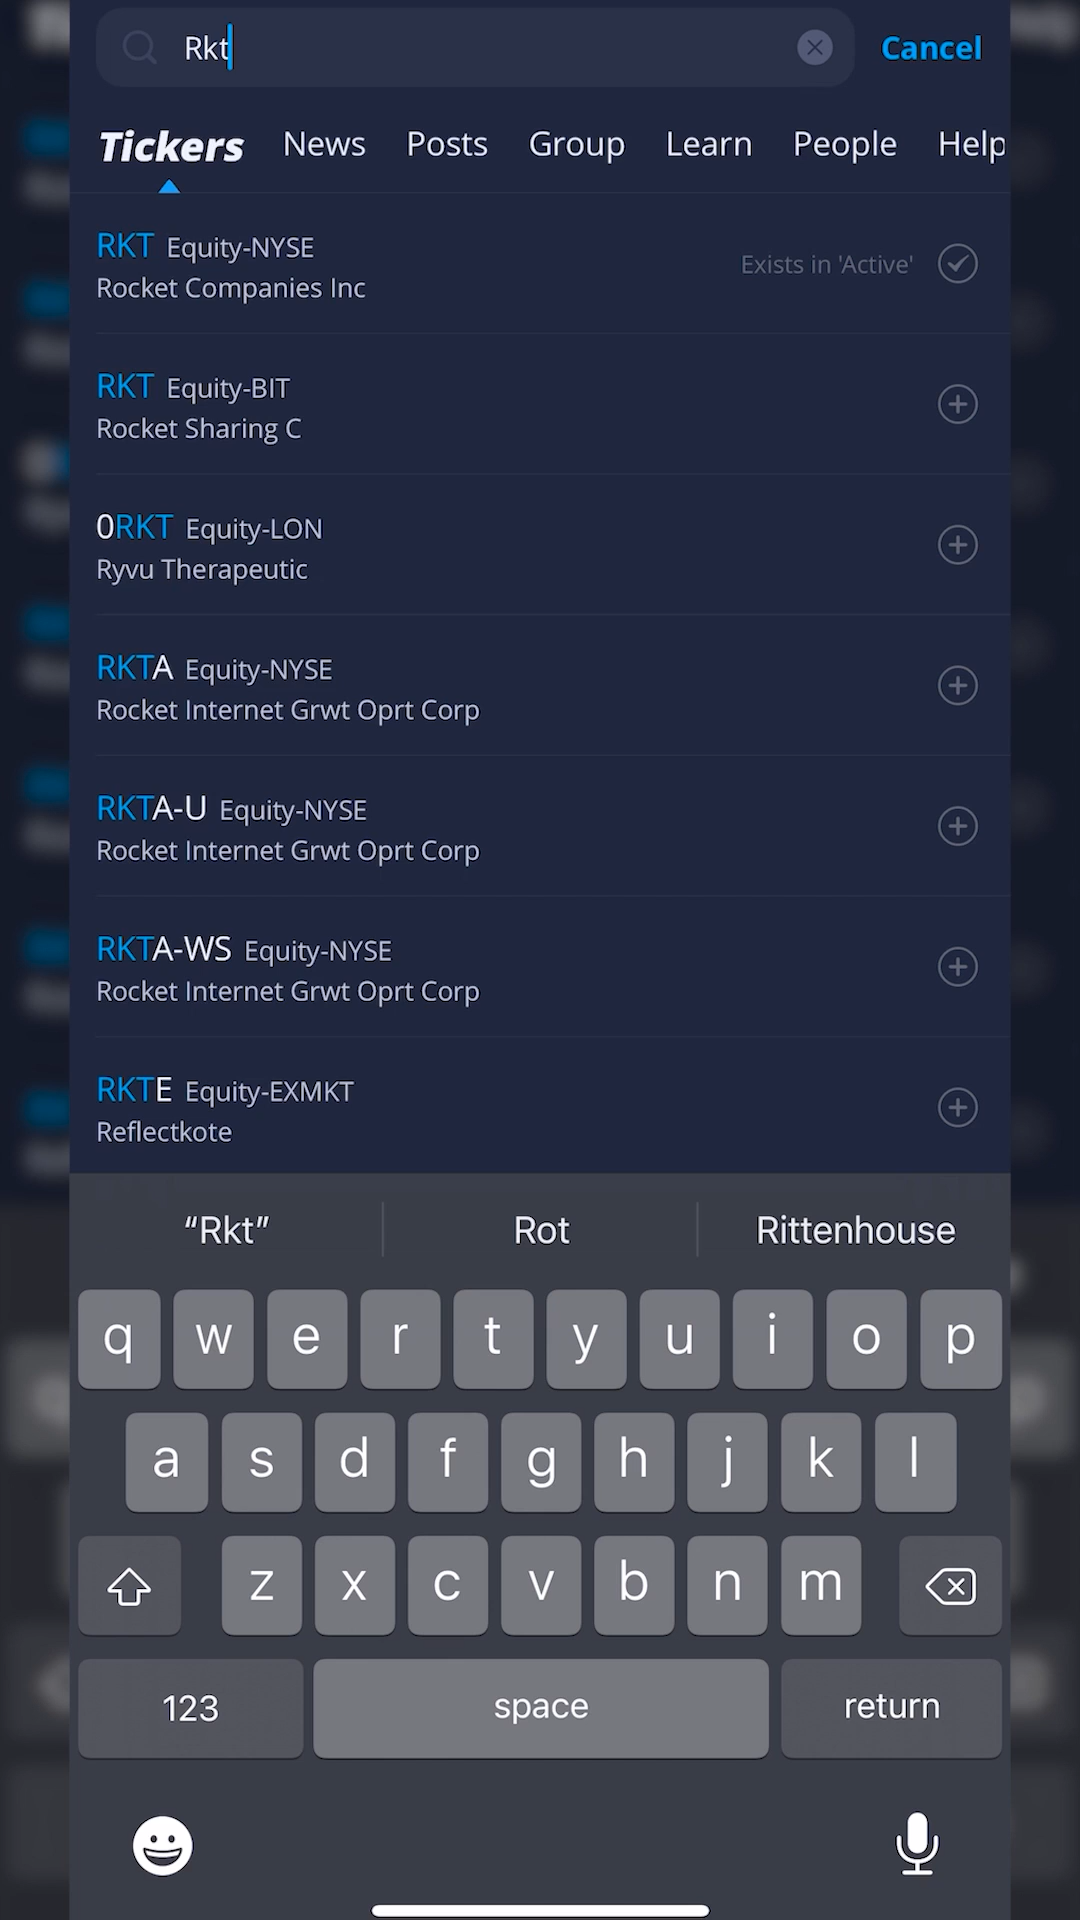 Rkt
Cancel
Tickers News Posts Group Learn People Help
RKT Equity-NYSE
Exists in 'Active'
Rocket Companies Inc
RKT Equity-BIT
Rocket Sharing C
0RKT Equity-LON
Ryvu Therapeutic
RKTA Equity-NYSE
Rocket Internet Grwt Oprt Corp
RKTA-U Equity-NYSE
Rocket Internet Grwt Oprt Corp
RKTA-WS Equity-NYSE
Rocket Internet Grwt Oprt Corp
RKTE Equity-EXMKT
Reflectkote
“Rkt” Rot Rittenhouse
q w e r t y u i o p
a s d f g h j k l
z x c v b n m
123 space return